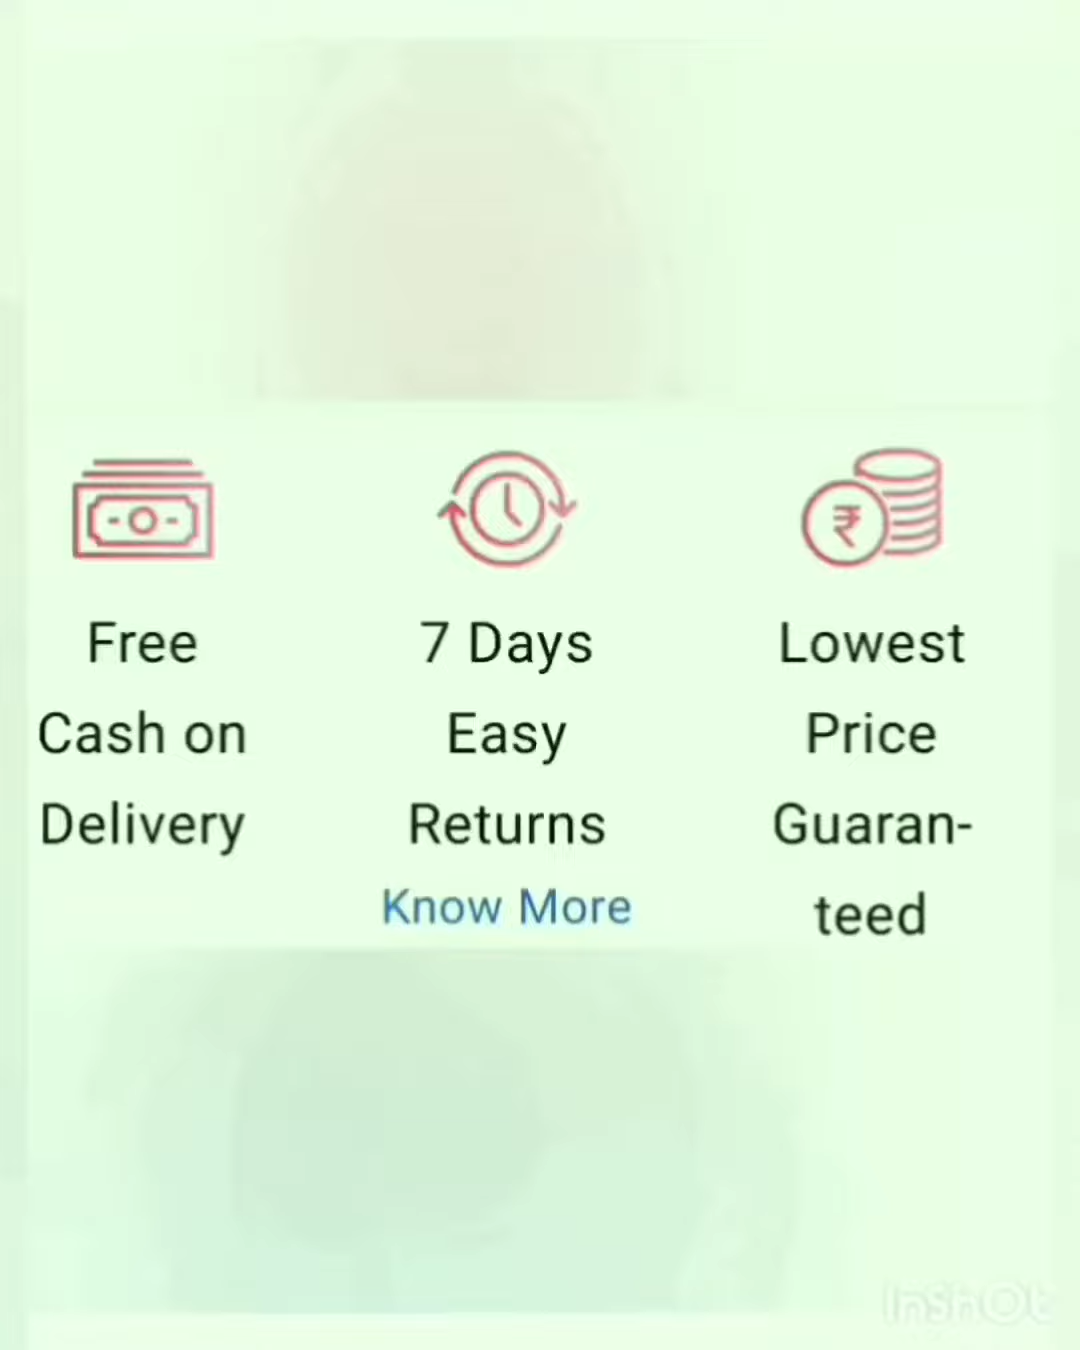 Free
Cash on
Delivery
7 Days
Easy
Returns
Know More
Lowest
Price
Guaran-
teed
₹
InShOt